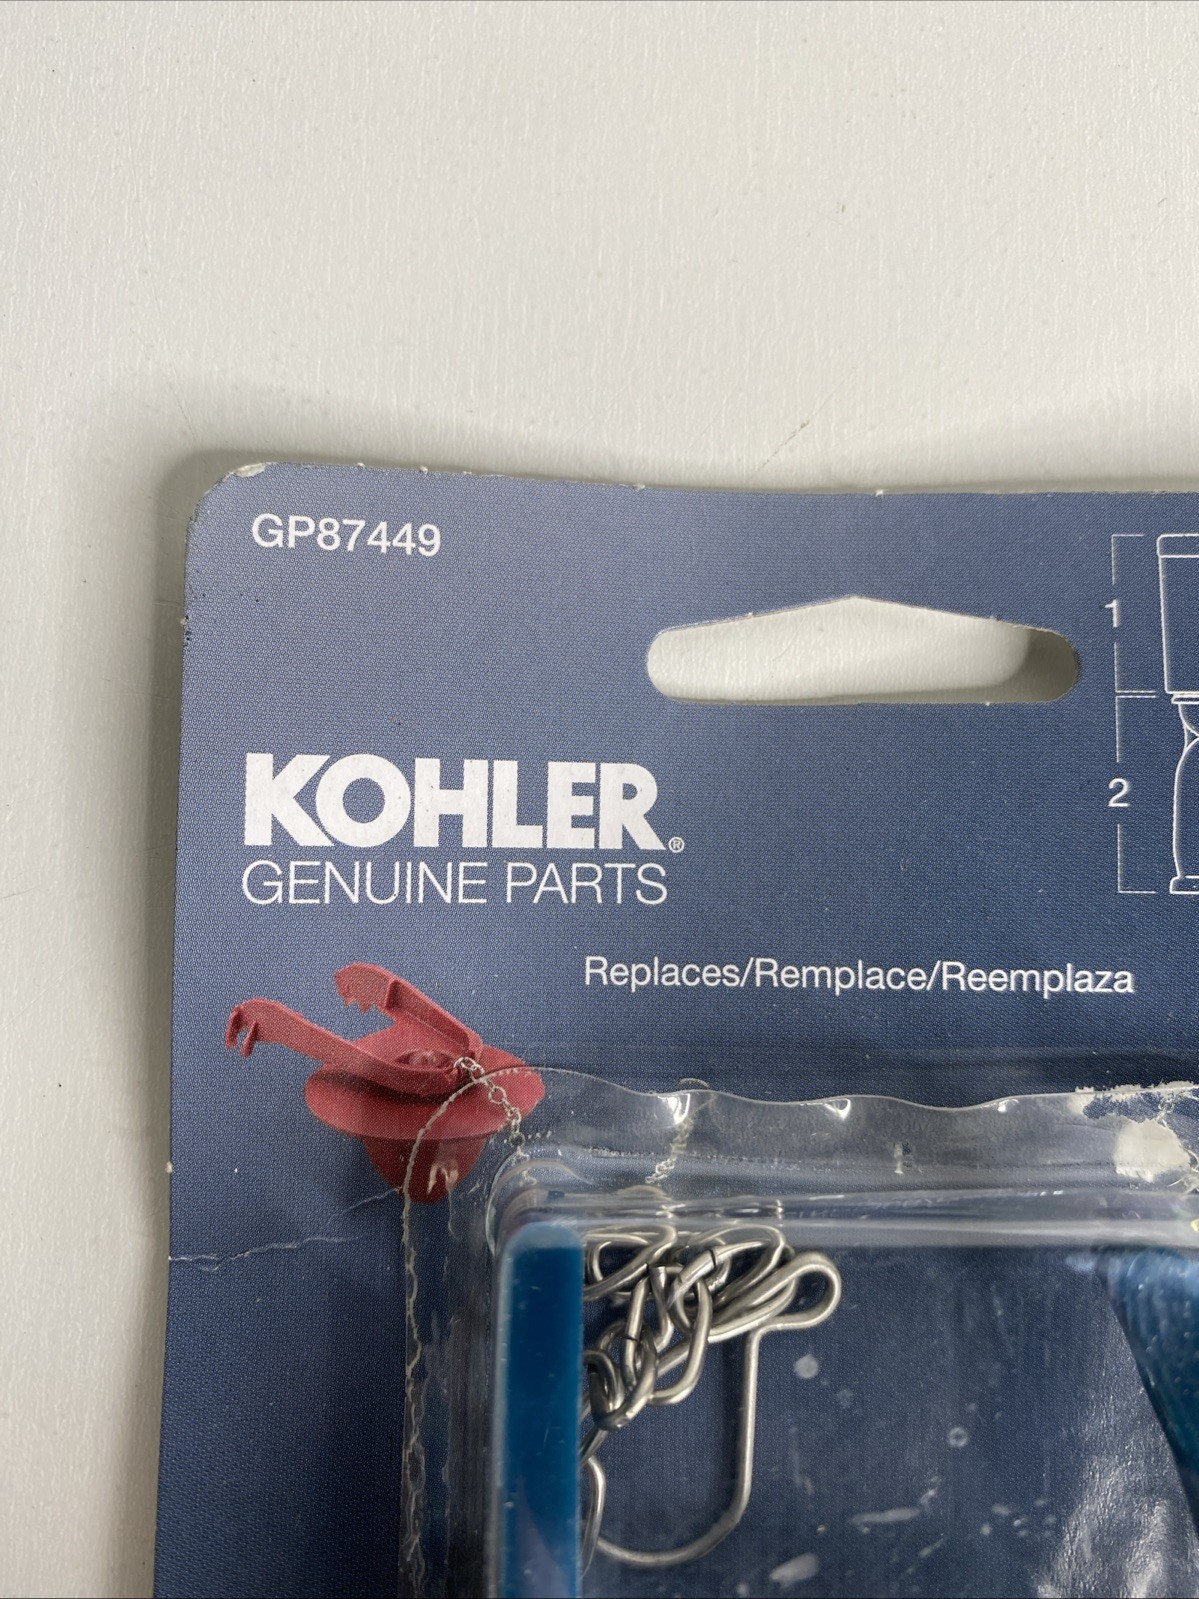 GP87449
1
KOHLER®
2
GENUINE PARTS
Replaces/Remplace/Reemplaza